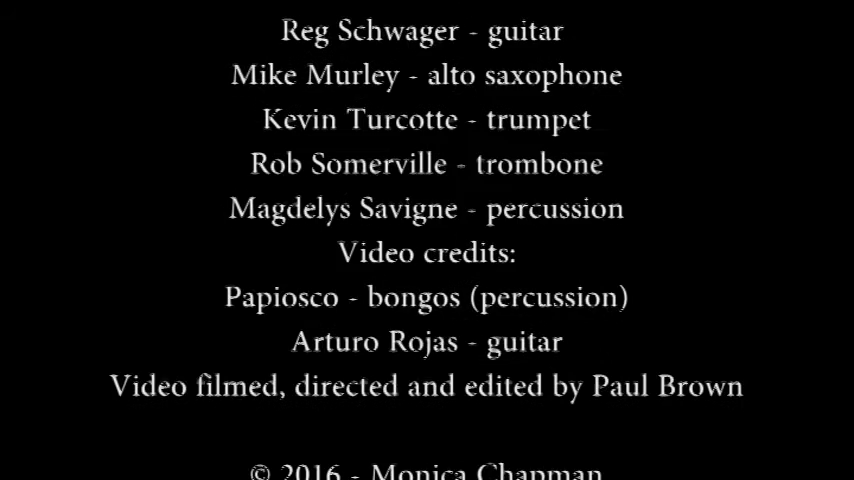 Reg Schwager - guitar
Mike Murley - alto saxophone
Kevin Turcotte - trumpet
Rob Somerville - trombone
Magdelys Savigne - percussion
Video credits:
Papiosco - bongos (percussion)
Arturo Rojas - guitar
Video filmed, directed and edited by Paul Brown
© 2016 - Monica Chapman